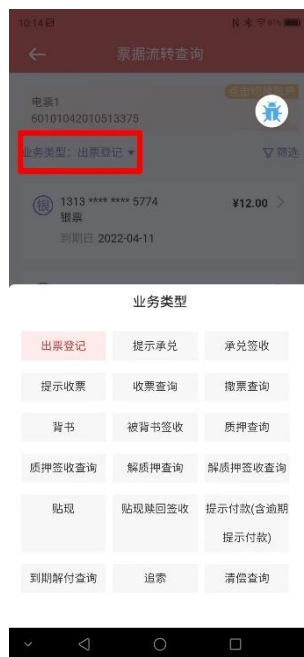 10:14
票据流转查询
电票1
60101042010513375
业务类型：出票登记
筛选
银
1313 **** **** 5774
¥12.00
银票
到期日 2022-04-11
业务类型
出票登记 提示承兑 承兑签收
提示收票 收票查询 撤票查询
背书 被背书签收 质押查询
质押签收查询 解质押查询 解质押签收查询
贴现 贴现赎回签收 提示付款(含逾期
提示付款)
到期解付查询 追索 清偿查询